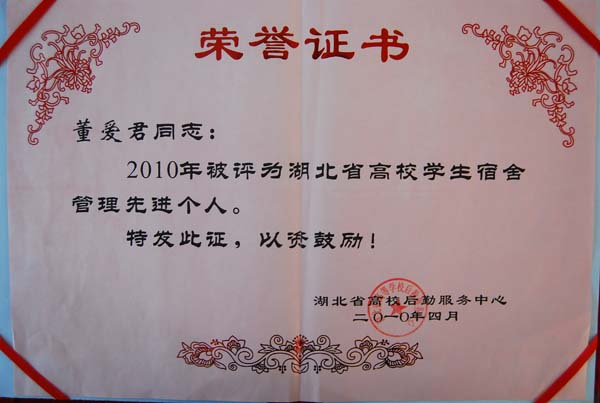 荣誉证书
董爱君同志：
2010年被评为湖北省高校学生宿舍
管理先进个人。
特发此证，以资鼓励！
湖北省高校后勤服务中心
二〇一〇年四月